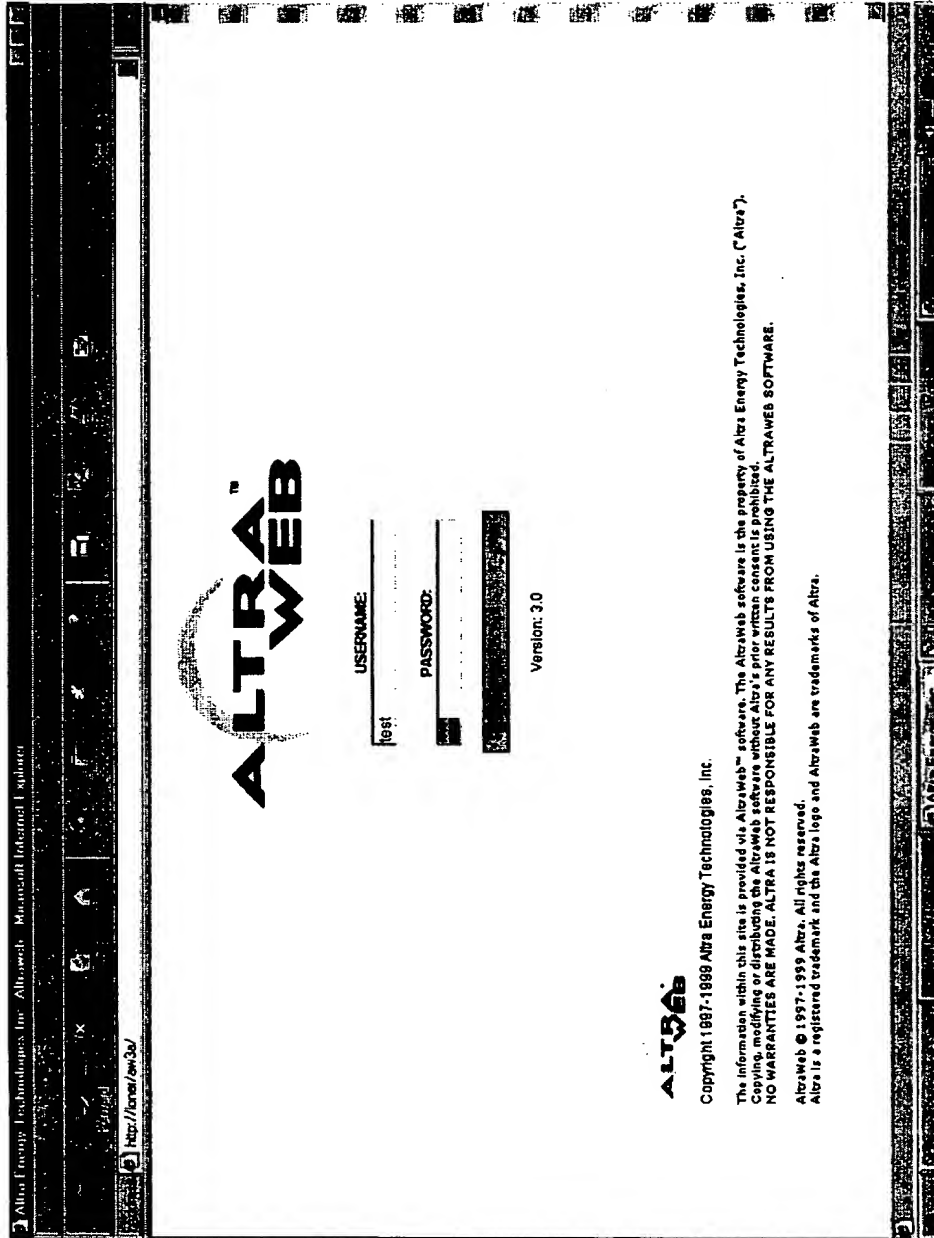 Altra Energy Technologies Inc. Altraweb - Microsoft Internet Explorer
http://loner/aw3a/
ALTRA
WEB™
USERNAME:
test
PASSWORD:
Version: 3.0
ALTRA
WEB
Copyright 1997-1999 Altra Energy Technologies, Inc.
The information within this site is provided via AltraWeb™ software. The AltraWeb software is the property of Altra Energy Technologies, Inc. ("Altra").
Copying, modifying or distributing the AltraWeb software without Altra's prior written consent is prohibited.
NO WARRANTIES ARE MADE. ALTRA IS NOT RESPONSIBLE FOR ANY RESULTS FROM USING THE ALTRAWEB SOFTWARE.
AltraWeb © 1997-1999 Altra. All rights reserved.
Altra is a registered trademark and the Altra logo and AltraWeb are trademarks of Altra.